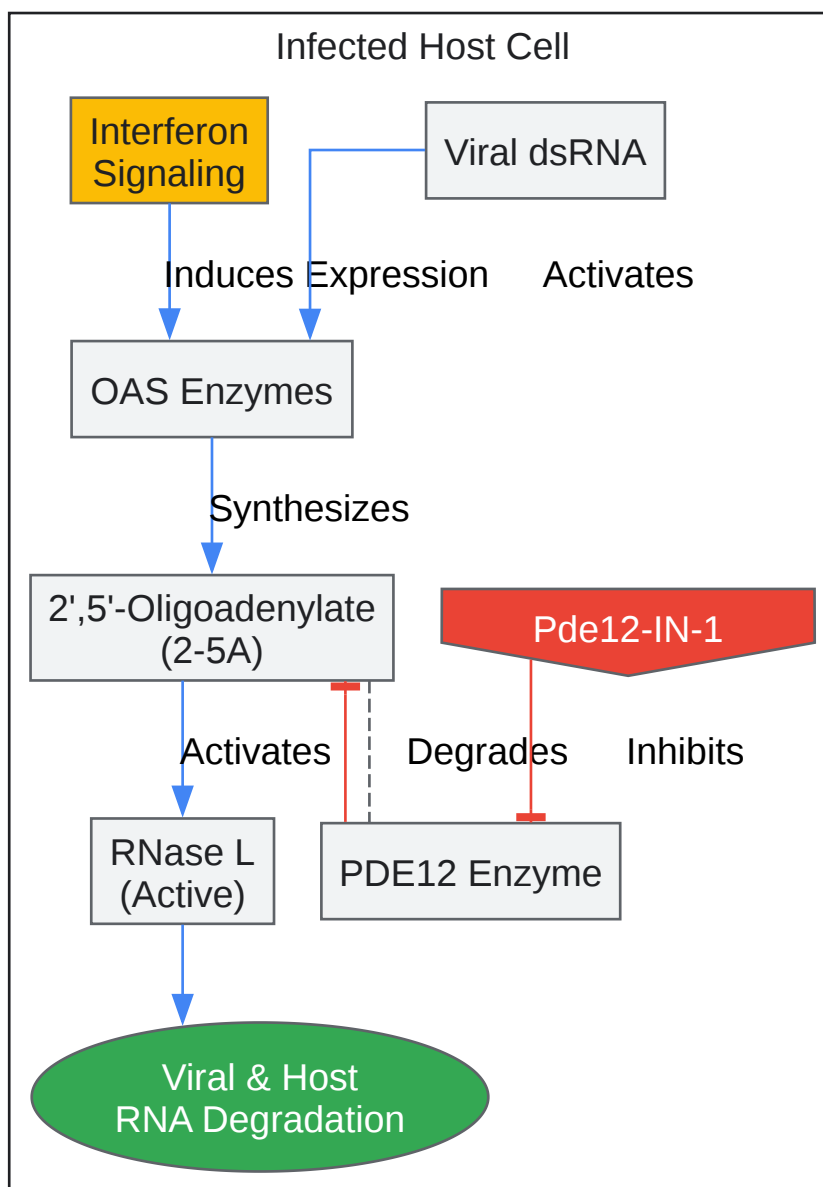 Infected Host Cell
Interferon
Signaling
Viral dsRNA
Induces Expression
Activates
OAS Enzymes
Synthesizes
2',5'-Oligoadenylate
(2-5A)
Pde12-IN-1
Activates
Degrades
Inhibits
RNase L
(Active)
PDE12 Enzyme
Viral & Host
RNA Degradation